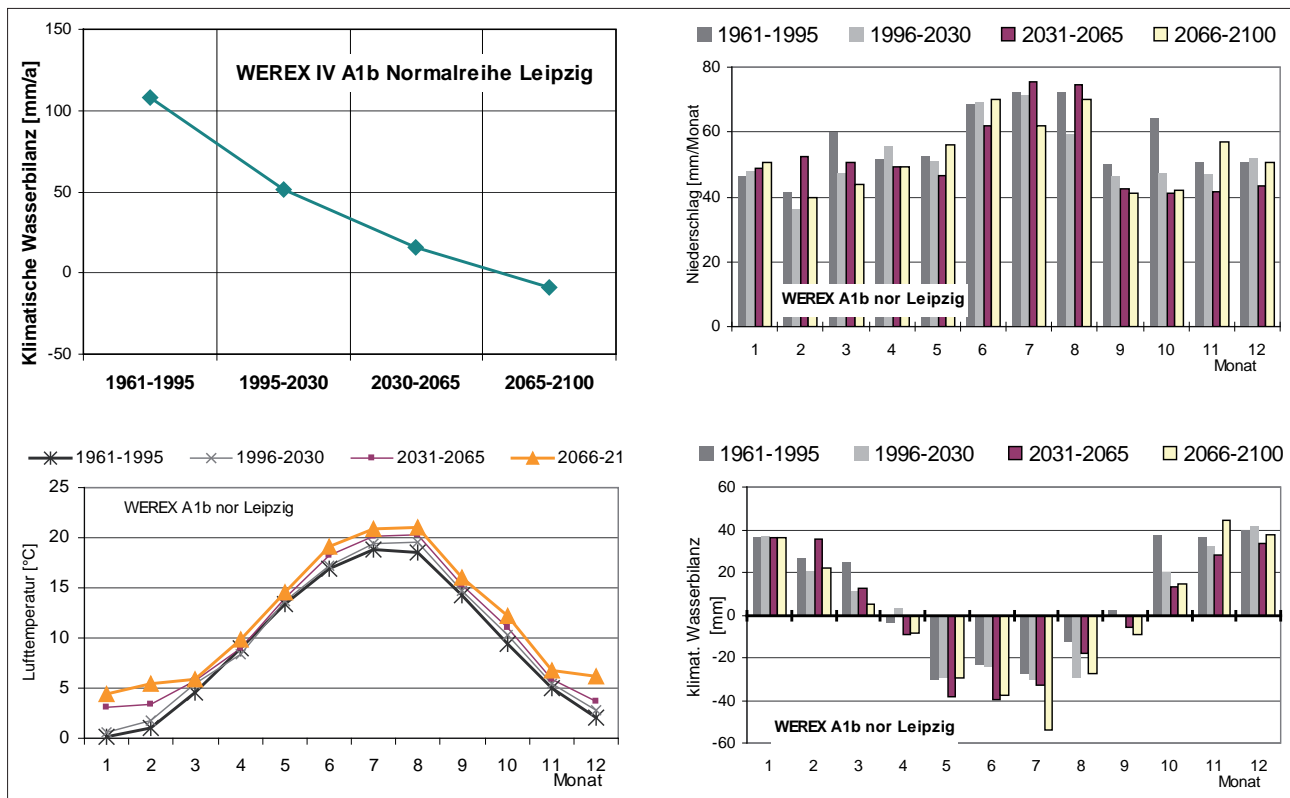 WEREX IV A1b Normalreihe Leipzig
Klimatische Wasserbilanz [mm/a]
150
100
50
0
-50
1961-1995 1995-2030 2030-2065 2065-2100
1961-1995 1996-2030 2031-2065 2066-2100
Niederschlag [mm/Monat]
80
60
40
20
0
WEREX A1b nor Leipzig
1 2 3 4 5 6 7 8 9 10 11 12
Monat
1961-1995 1996-2030 2031-2065 2066-21
WEREX A1b nor Leipzig
Lufttemperatur [°C]
25
20
15
10
5
0
1 2 3 4 5 6 7 8 9 10 11 12
Monat
1961-1995 1996-2030 2031-2065 2066-2100
klimat. Wasserbilanz
[mm]
60
40
20
0
-20
-40
-60
WEREX A1b nor Leipzig
1 2 3 4 5 6 7 8 9 10 11 12
Monat